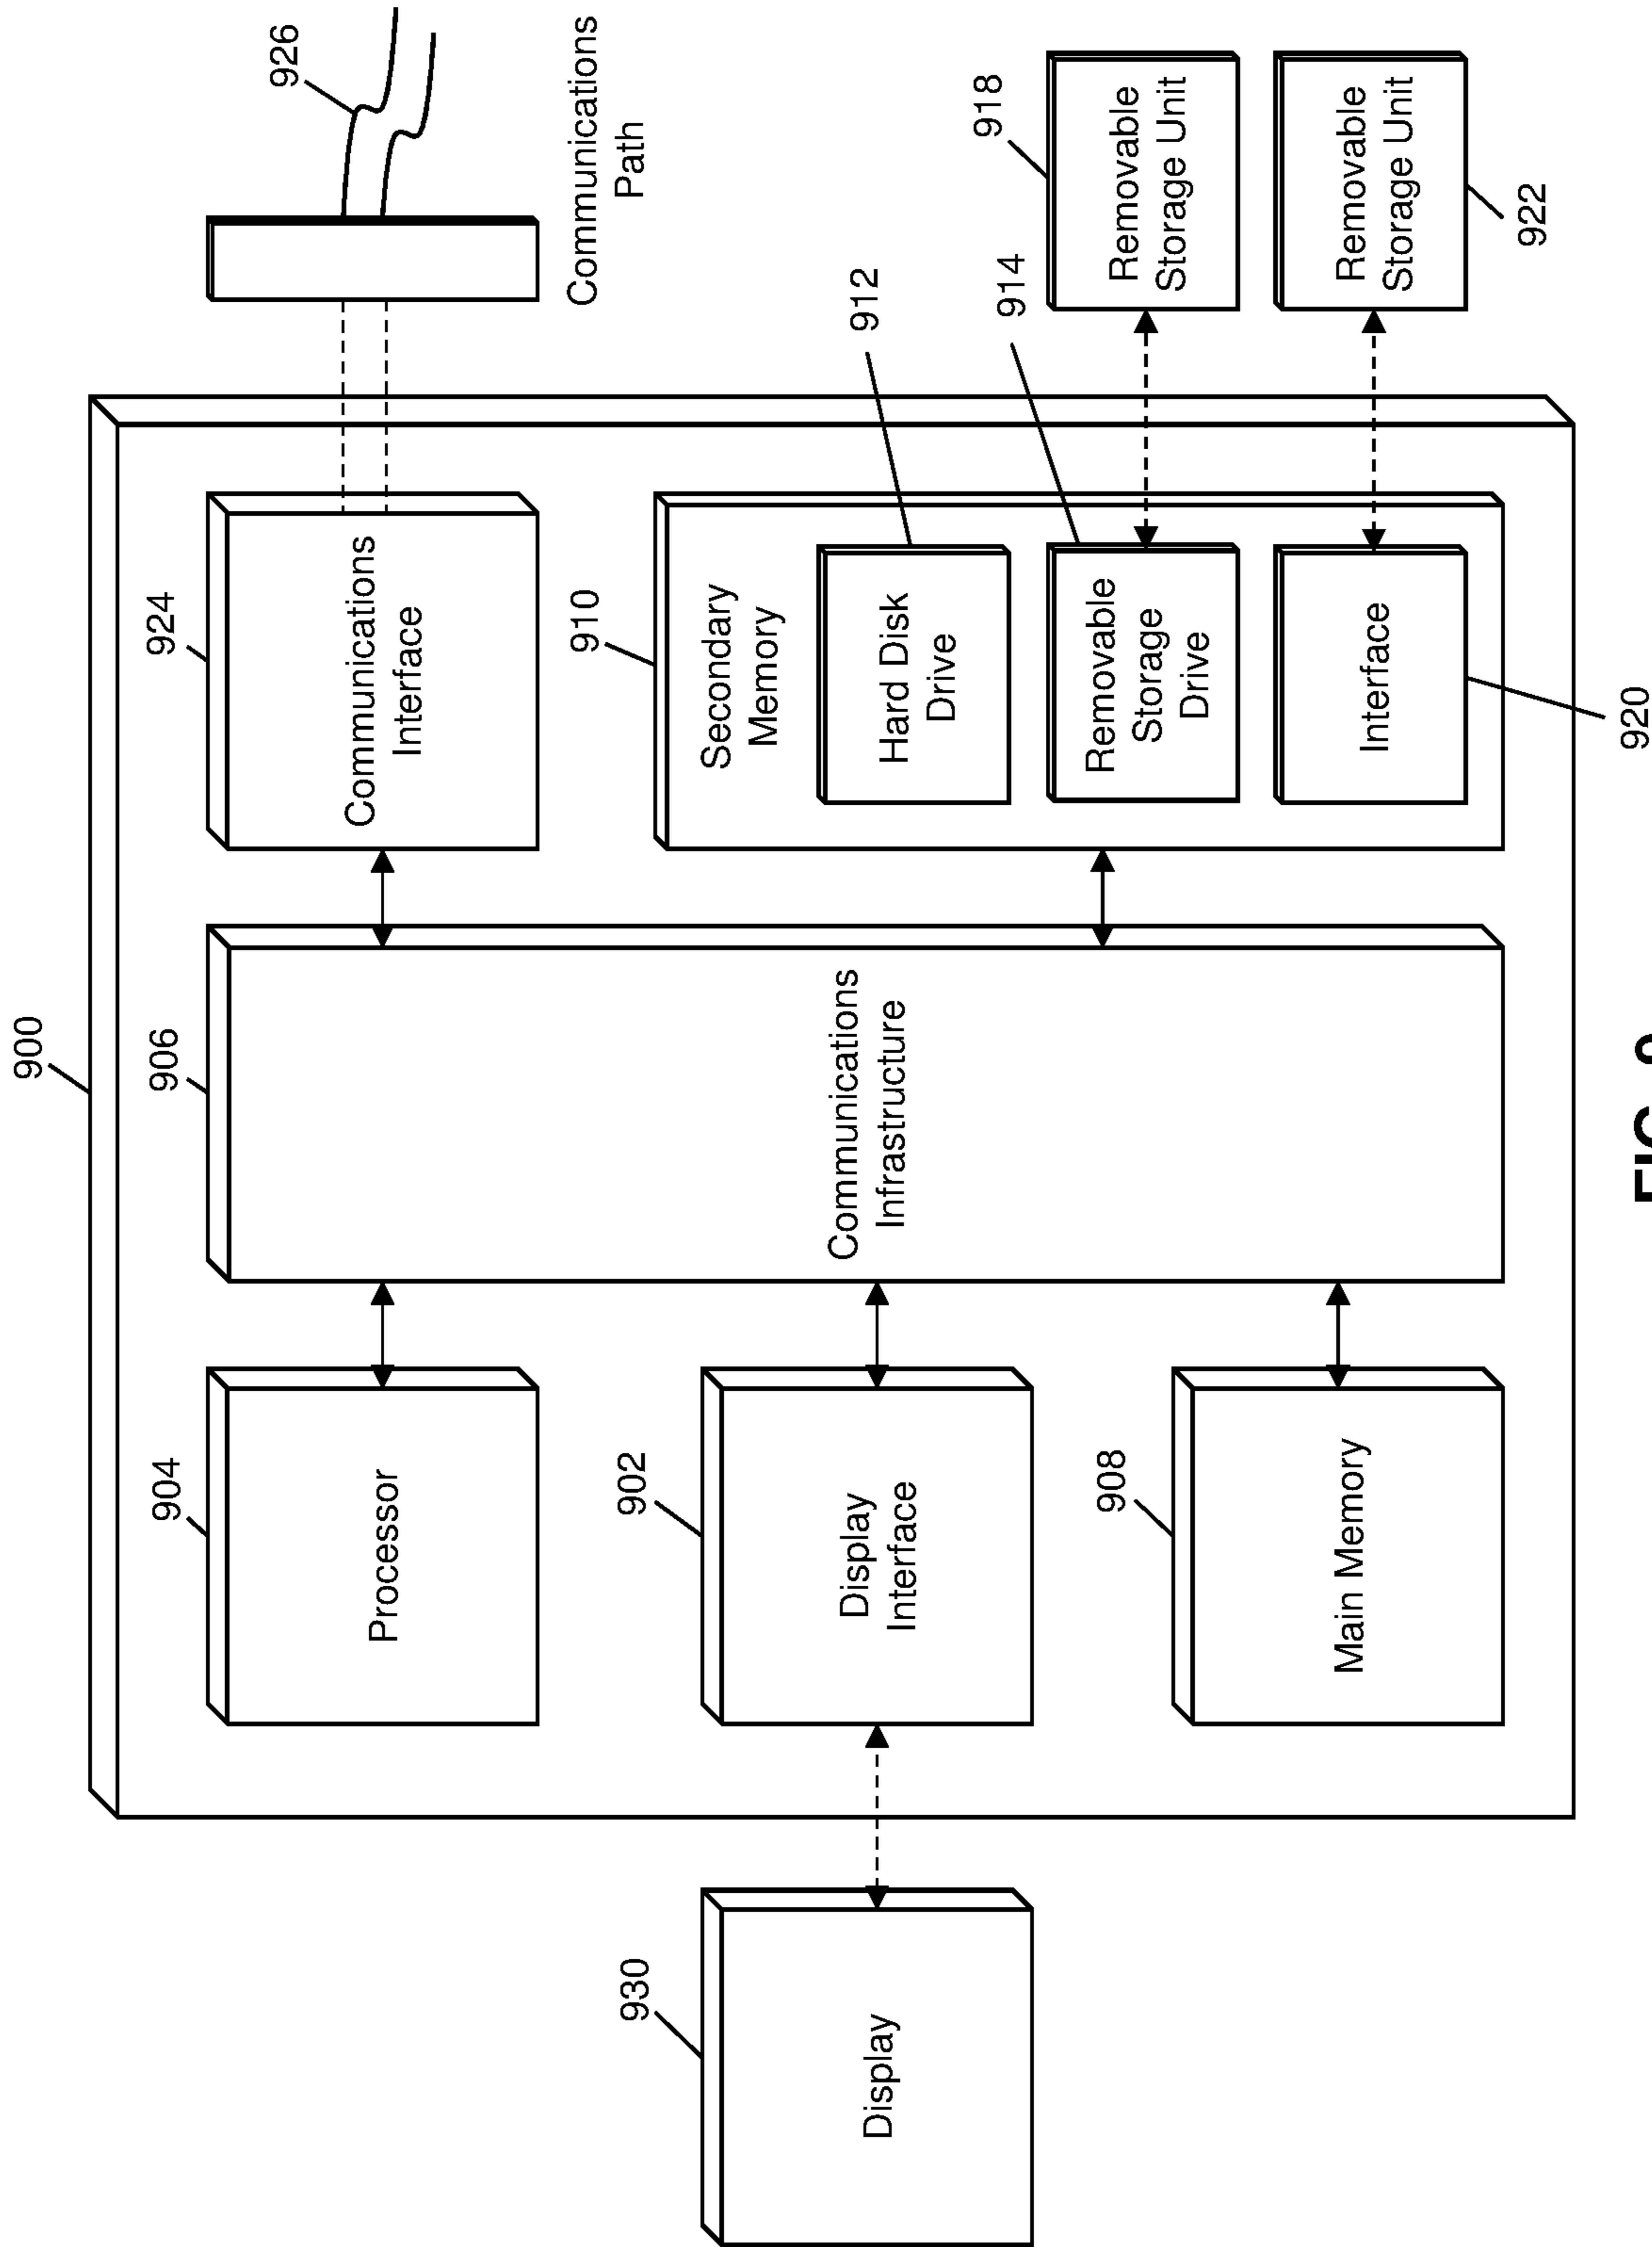 900
904
906
924
926
Processor
Communications
Interface
Communications
Path
930
902
910
Display
Display
Interface
Communications
Infrastructure
Secondary
Memory
912
Hard Disk
Drive
908
Main Memory
914
918
Removable
Storage
Drive
Removable
Storage Unit
Interface
Removable
Storage Unit
922
920
FIG.